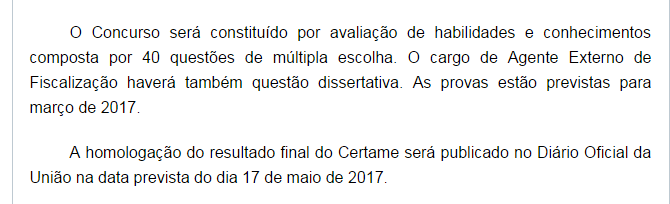 O Concurso será constituído por avaliação de habilidades e conhecimentos
composta por 40 questões de múltipla escolha. O cargo de Agente Externo de
Fiscalização haverá também questão dissertativa. As provas estão previstas para
março de 2017.
A homologação do resultado final do Certame será publicado no Diário Oficial da
União na data prevista do dia 17 de maio de 2017.